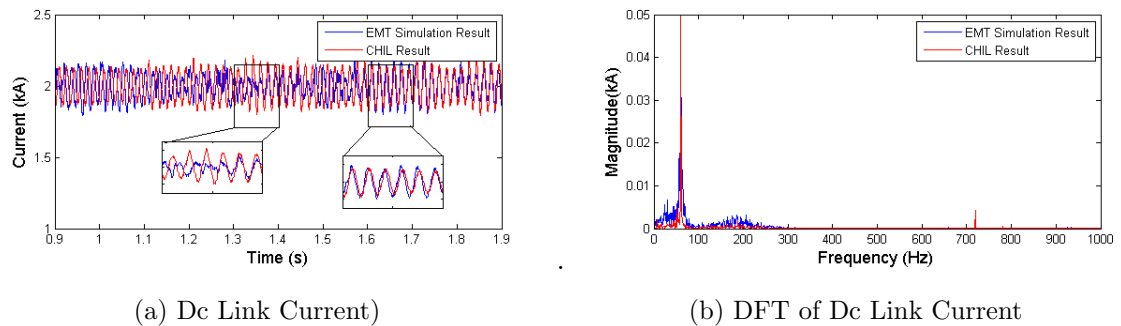 2.5
2
1.5
1
Current (kA)
EMT Simulation Result
CHIL Result
0.9 1 1.1 1.2 1.3 1.4 1.5 1.6 1.7 1.8 1.9
Time (s)
.
0.05
0.04
0.03
0.02
0.01
0
Magnitude(kA)
EMT Simulation Result
CHIL Result
0 100 200 300 400 500 600 700 800 900 1000
Frequency (Hz)
(a) Dc Link Current)
(b) DFT of Dc Link Current